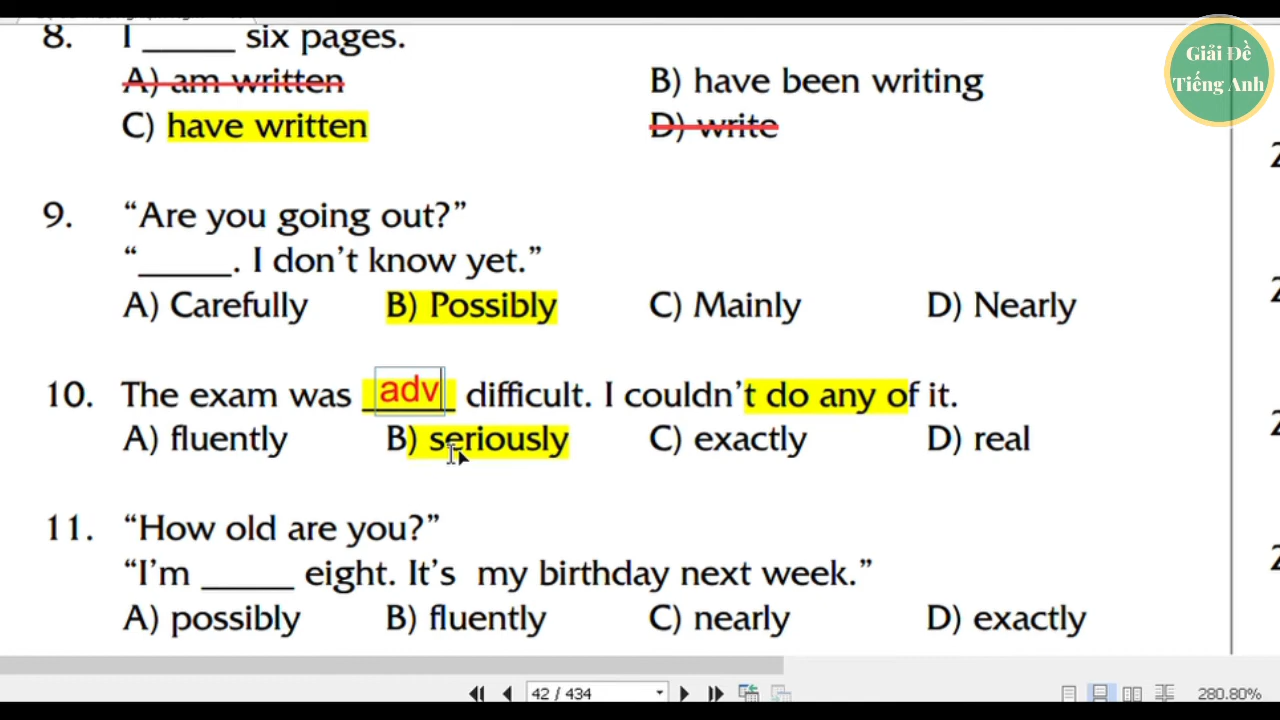 8. I _____ six pages.
A) am written B) have been writing
C) have written D) write
9. “Are you going out?”
“_____. I don’t know yet.”
A) Carefully B) Possibly C) Mainly D) Nearly
10. The exam was adv difficult. I couldn’t do any of it.
A) fluently B) seriously C) exactly D) real
11. “How old are you?”
“I’m _____ eight. It’s my birthday next week.”
A) possibly B) fluently C) nearly D) exactly
42 / 434 280.80%
Giải Đề
Tiếng Anh